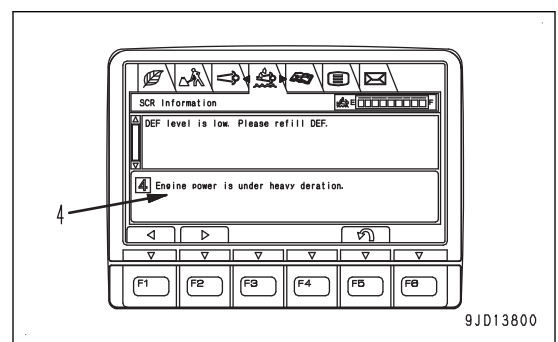 SCR Information
E F
DEF level is low. Please refill DEF.
4 Engine power is under heavy deration.
4
F1 F2 F3 F4 F5 F6
9JD13800